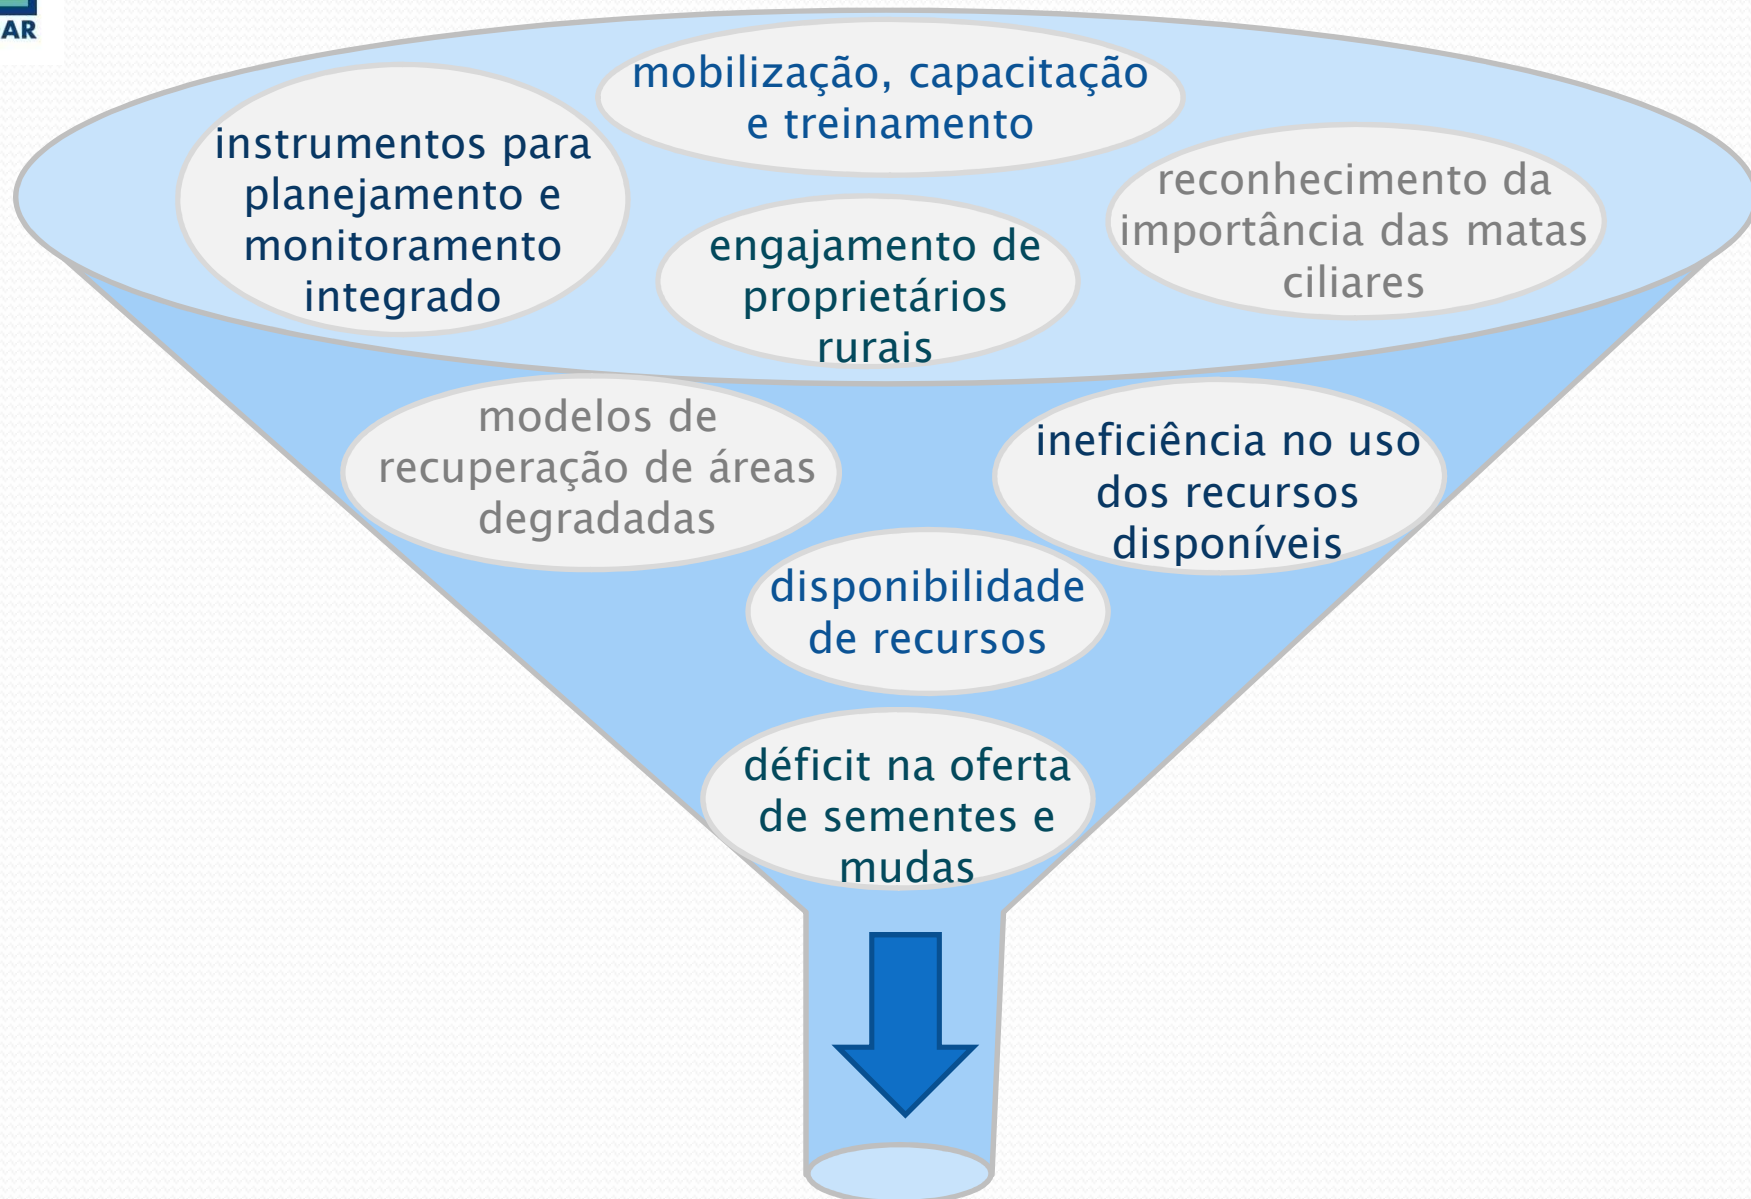 AR
mobilização, capacitação
e treinamento
instrumentos para
planejamento e
monitoramento
integrado
reconhecimento da
importância das matas
ciliares
engajamento de
proprietários
rurais
modelos de
recuperação de áreas
degradadas
ineficiência no uso
dos recursos
disponíveis
disponibilidade
de recursos
déficit na oferta
de sementes e
mudas